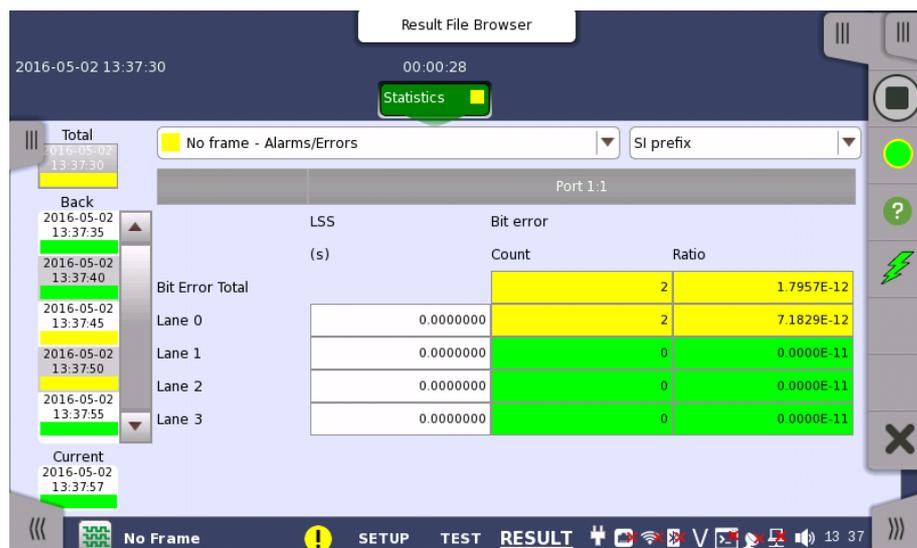 Result File Browser
2016-05-02 13:37:30
00:00:28
Statistics
Total
2016-05-02
13:37:30
No frame - Alarms/Errors
SI prefix
Port 1:1
Back
2016-05-02
13:37:35
2016-05-02
13:37:40
2016-05-02
13:37:45
2016-05-02
13:37:50
2016-05-02
13:37:55
Current
2016-05-02
13:37:57
LSS Bit error
(s) Count Ratio
Bit Error Total 2 1.7957E-12
Lane 0 0.0000000 2 7.1829E-12
Lane 1 0.0000000 0 0.0000E-11
Lane 2 0.0000000 0 0.0000E-11
Lane 3 0.0000000 0 0.0000E-11
No Frame SETUP TEST RESULT 13 37